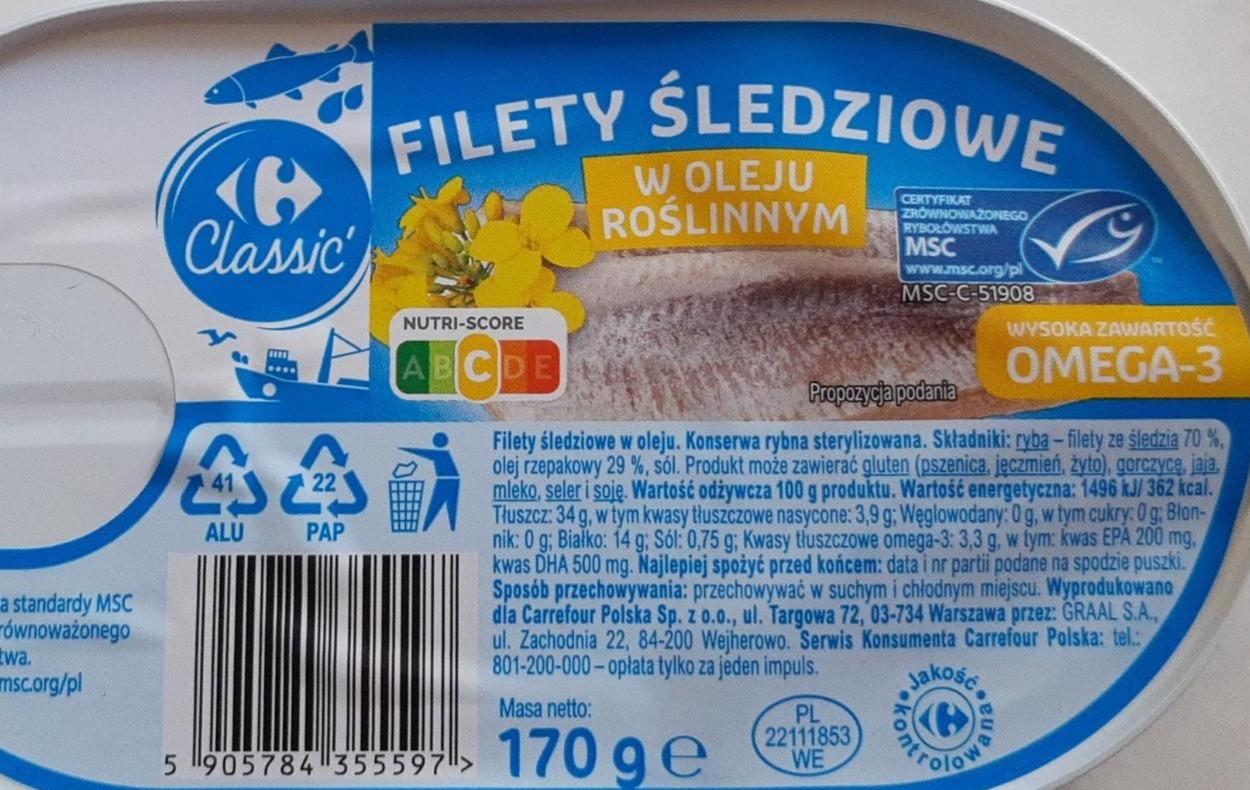 FILETY ŚLEDZIOWE
W OLEJU
ROŚLINNYM
Classic'
CERTYFIKAT
ZRÓWNOWAŻONEGO
RYBOŁÓWSTWA
MSC
www.msc.org/pl
TM
MSC-C-51908
NUTRI-SCORE
A B C D E
WYSOKA ZAWARTOŚĆ
OMEGA-3
Propozycja podania
41
ALU
22
PAP
Filety śledziowe w oleju. Konserwa rybna sterylizowana. Składniki: ryba – filety ze śledzia 70 %,
olej rzepakowy 29 %, sól. Produkt może zawierać gluten (pszenica, jęczmień, żyto), gorczycę, jaja,
mleko, seler i soję. Wartość odżywcza 100 g produktu. Wartość energetyczna: 1496 kJ/ 362 kcal.
Tłuszcz: 34 g, w tym kwasy tłuszczowe nasycone: 3,9 g; Węglowodany: 0 g, w tym cukry: 0 g; Błon-
nik: 0 g; Białko: 14 g; Sól: 0,75 g; Kwasy tłuszczowe omega-3: 3,3 g, w tym: kwas EPA 200 mg,
kwas DHA 500 mg. Najlepiej spożyć przed końcem: data i nr partii podane na spodzie puszki.
Sposób przechowywania: przechowywać w suchym i chłodnym miejscu. Wyprodukowano
dla Carrefour Polska Sp. z o.o., ul. Targowa 72, 03-734 Warszawa przez: GRAAL S.A.,
ul. Zachodnia 22, 84-200 Wejherowo. Serwis Konsumenta Carrefour Polska: tel.:
801-200-000 – opłata tylko za jeden impuls.
a standardy MSC
równoważonego
twa.
msc.org/pl
5 905784 355597 >
Masa netto:
170 g e
PL
22111853
WE
Jakość
kontrolowana